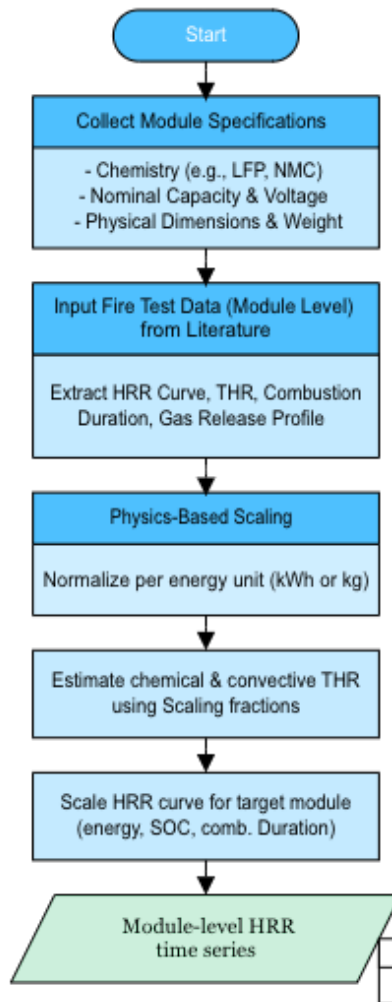 Start
Collect Module Specifications
- Chemistry (e.g., LFP, NMC)
- Nominal Capacity & Voltage
- Physical Dimensions & Weight
Input Fire Test Data (Module Level)
from Literature
Extract HRR Curve, THR, Combustion
Duration, Gas Release Profile
Physics-Based Scaling
Normalize per energy unit (kWh or kg)
Estimate chemical & convective THR
using Scaling fractions
Scale HRR curve for target module
(energy, SOC, comb. Duration)
Module-level HRR
time series